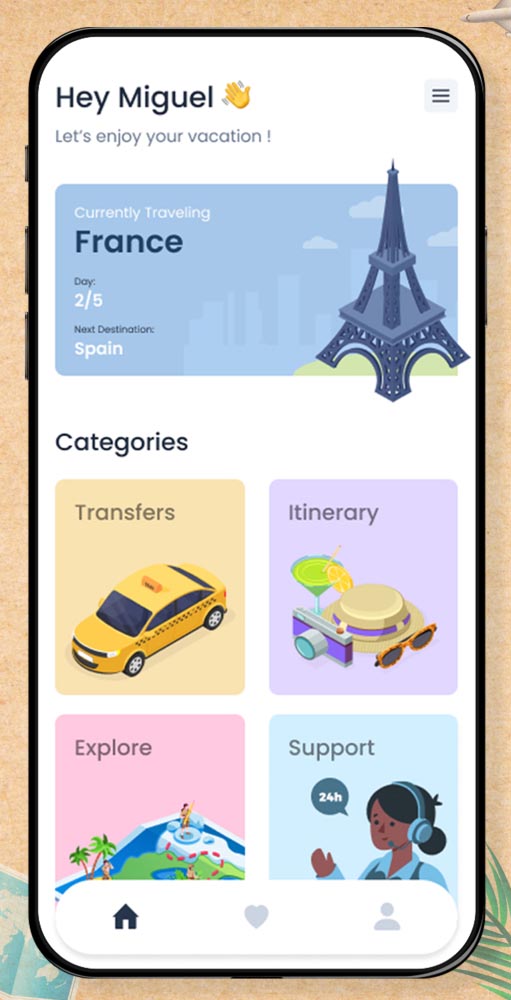 Hey Miguel 👋
Let's enjoy your vacation !
Currently Traveling
France
Day:
2/5
Next Destination:
Spain
Categories
Transfers
Itinerary
TAXI
Explore
Support
24h